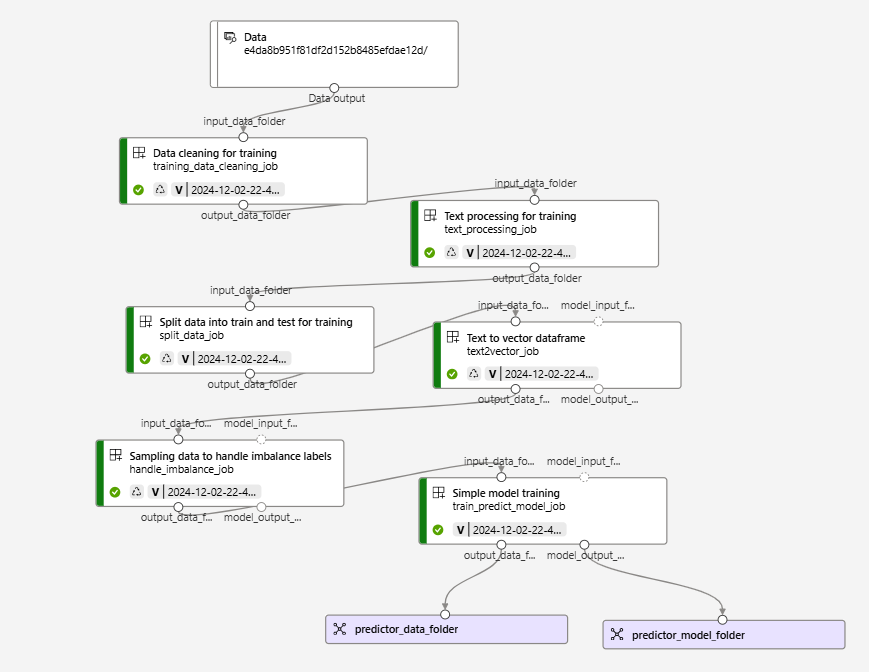 Data
e4da8b951f81df2d152b8485efdae12d/
Data output
input_data_folder
Data cleaning for training
training_data_cleaning_job
V 2024-12-02-22-4...
output_data_folder
input_data_folder
Text processing for training
text_processing_job
V 2024-12-02-22-4...
output_data_folder
input_data_folder
Split data into train and test for training
split_data_job
V 2024-12-02-22-4...
output_data_folder
input_data_fo... model_input_f...
Text to vector dataframe
text2vector_job
V 2024-12-02-22-4...
output_data_f... model_output_...
input_data_fo... model_input_f...
Sampling data to handle imbalance labels
handle_imbalance_job
V 2024-12-02-22-4...
output_data_f... model_output_...
input_data_fo... model_input_f...
Simple model training
train_predict_model_job
V 2024-12-02-22-4...
output_data_f... model_output_...
predictor_data_folder
predictor_model_folder